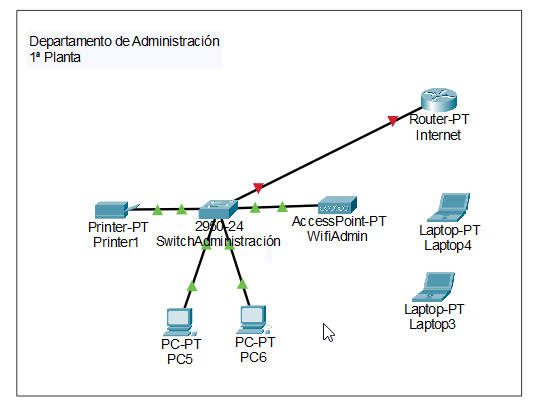 Departamento de Administración
1ª Planta
Router-PT
Internet
Printer-PT
Printer1
2950-24
SwitchAdministración
AccessPoint-PT
WifiAdmin
Laptop-PT
Laptop4
Laptop-PT
Laptop3
PC-PT
PC5
PC-PT
PC6